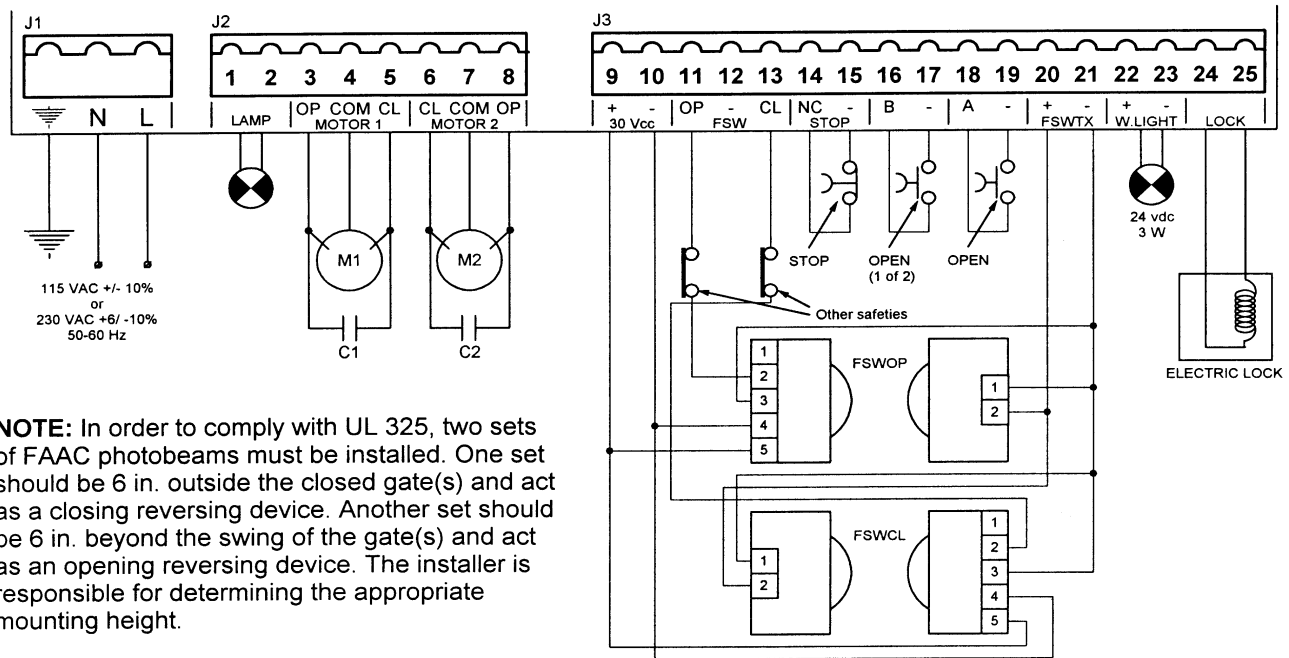 J1 J2 J3
1 2 3 4 5 6 7 8
9 10 11 12 13 14 15 16 17 18 19 20 21 22 23 24 25
N L
LAMP
OP COM CL
MOTOR 1
CL COM OP
MOTOR 2
+ -
30 Vcc
OP - CL
FSW
NC -
STOP
B -
A -
+ -
FSWTX
+ -
W.LIGHT
LOCK
115 VAC +/- 10%
or
230 VAC +6/ -10%
50-60 Hz
M1
C1
M2
C2
STOP
OPEN
(1 of 2)
OPEN
24 vdc
3 W
Other safeties
ELECTRIC LOCK
FSWOP
1
2
3
4
5
1
2
FSWCL
1
2
1
2
3
4
5
NOTE: In order to comply with UL 325, two sets
of FAAC photobeams must be installed. One set
should be 6 in. outside the closed gate(s) and act
as a closing reversing device. Another set should
be 6 in. beyond the swing of the gate(s) and act
as an opening reversing device. The installer is
responsible for determining the appropriate
mounting height.